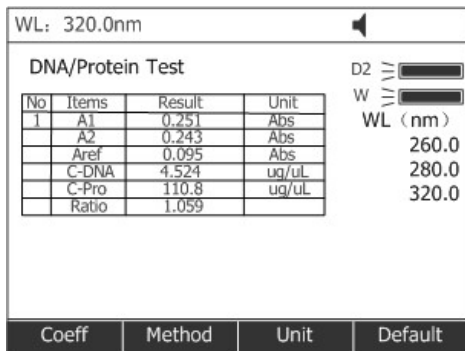 WL: 320.0nm
DNA/Protein Test
D2
W
No Items Result Unit
1 A1 0.251 Abs
A2 0.243 Abs
Aref 0.095 Abs
C-DNA 4.524 ug/uL
C-Pro 110.8 ug/uL
Ratio 1.059
WL (nm)
260.0
280.0
320.0
Coeff Method Unit Default